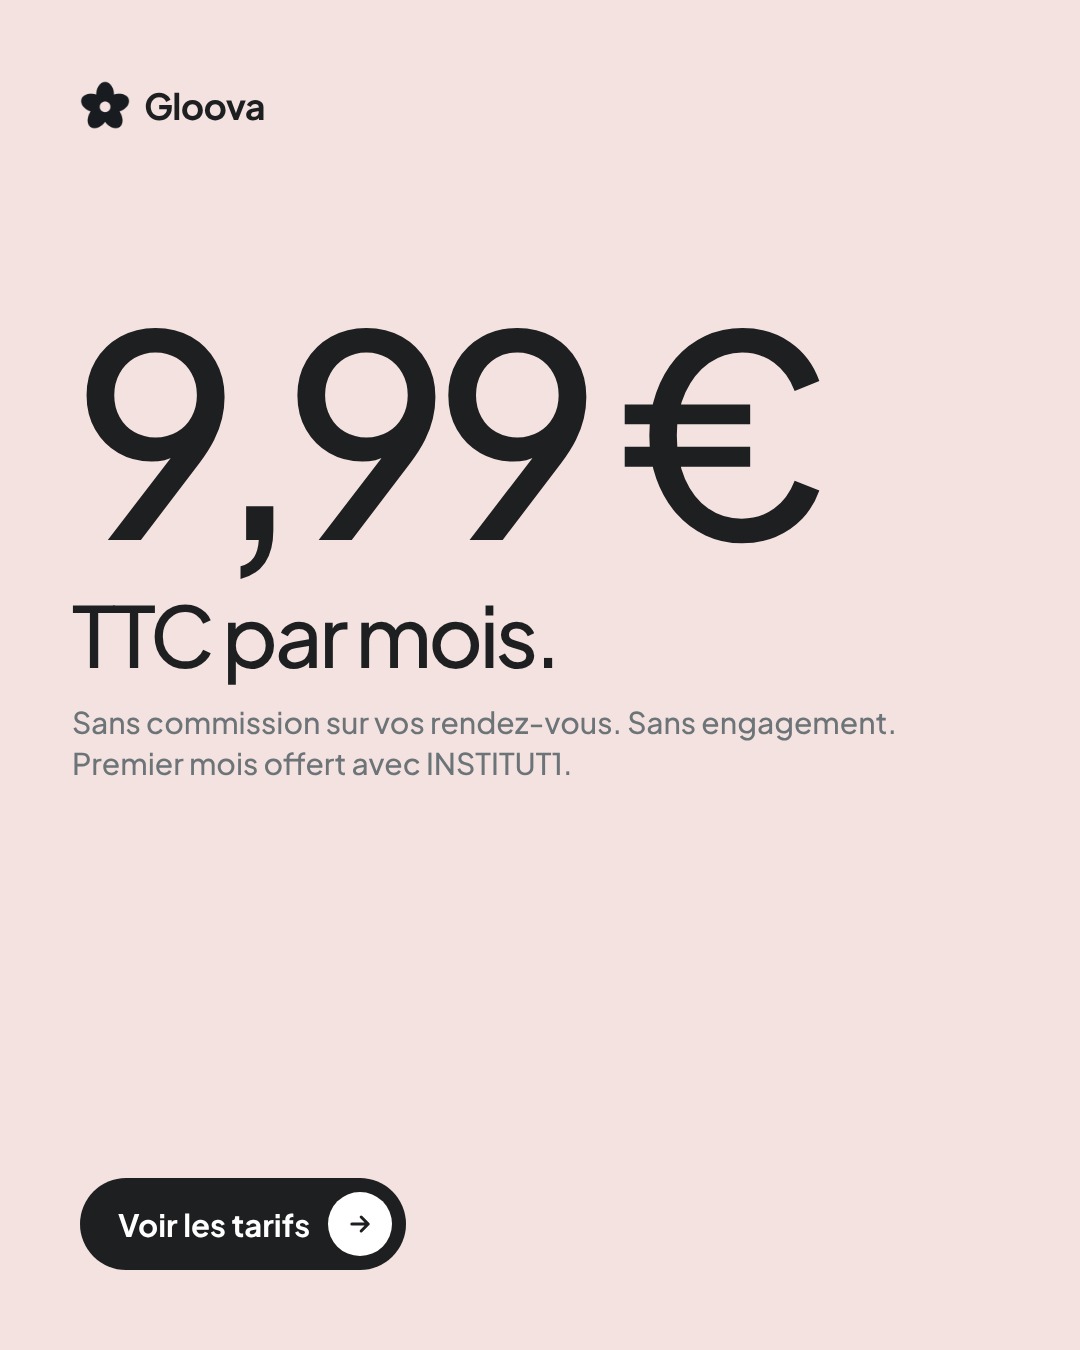 Gloova
9,99 €
TTC par mois.
Sans commission sur vos rendez-vous. Sans engagement.
Premier mois offert avec INSTITUT1.
Voir les tarifs